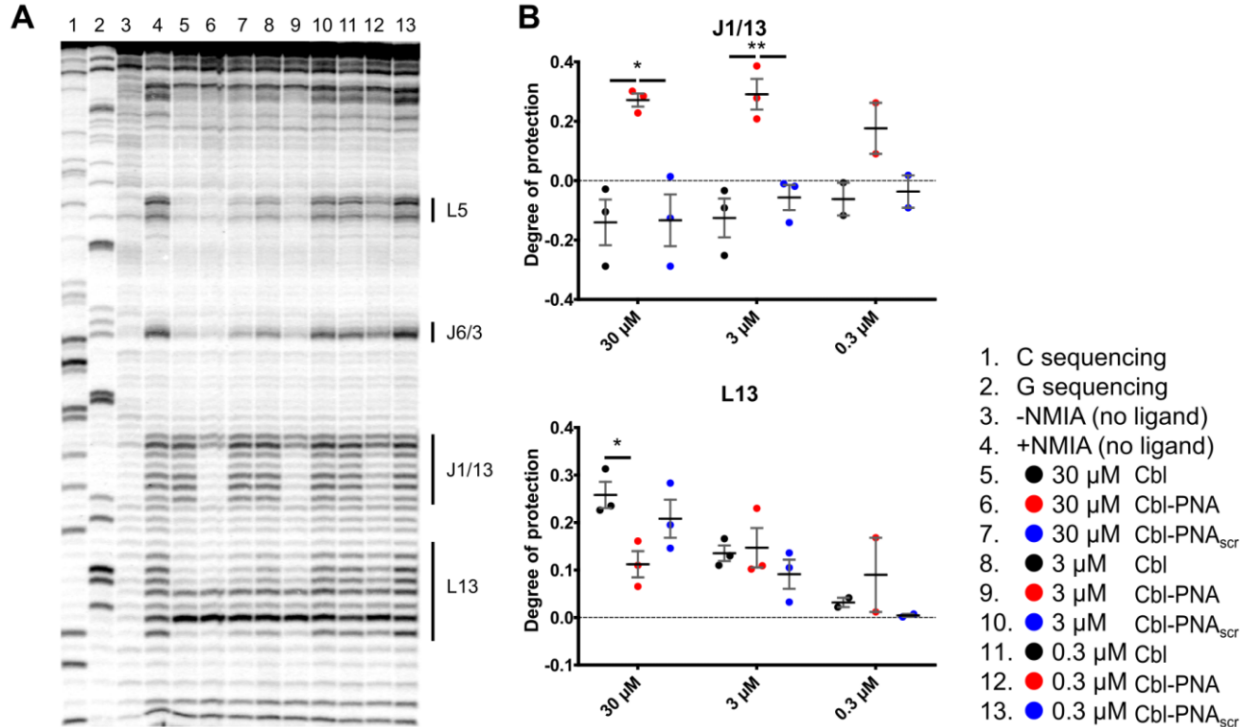 A
1 2 3 4 5 6 7 8 9 10 11 12 13
L5
J6/3
J1/13
L13
B
J1/13
* **
Degree of protection
0.4
0.2
0.0
-0.2
-0.4
30 µM 3 µM 0.3 µM
L13
*
Degree of protection
0.4
0.3
0.2
0.1
0.0
-0.1
30 µM 3 µM 0.3 µM
1. C sequencing
2. G sequencing
3. -NMIA (no ligand)
4. +NMIA (no ligand)
5. 30 µM Cbl
6. 30 µM Cbl-PNA
7. 30 µM Cbl-PNAscr
8. 3 µM Cbl
9. 3 µM Cbl-PNA
10. 3 µM Cbl-PNAscr
11. 0.3 µM Cbl
12. 0.3 µM Cbl-PNA
13. 0.3 µM Cbl-PNAscr